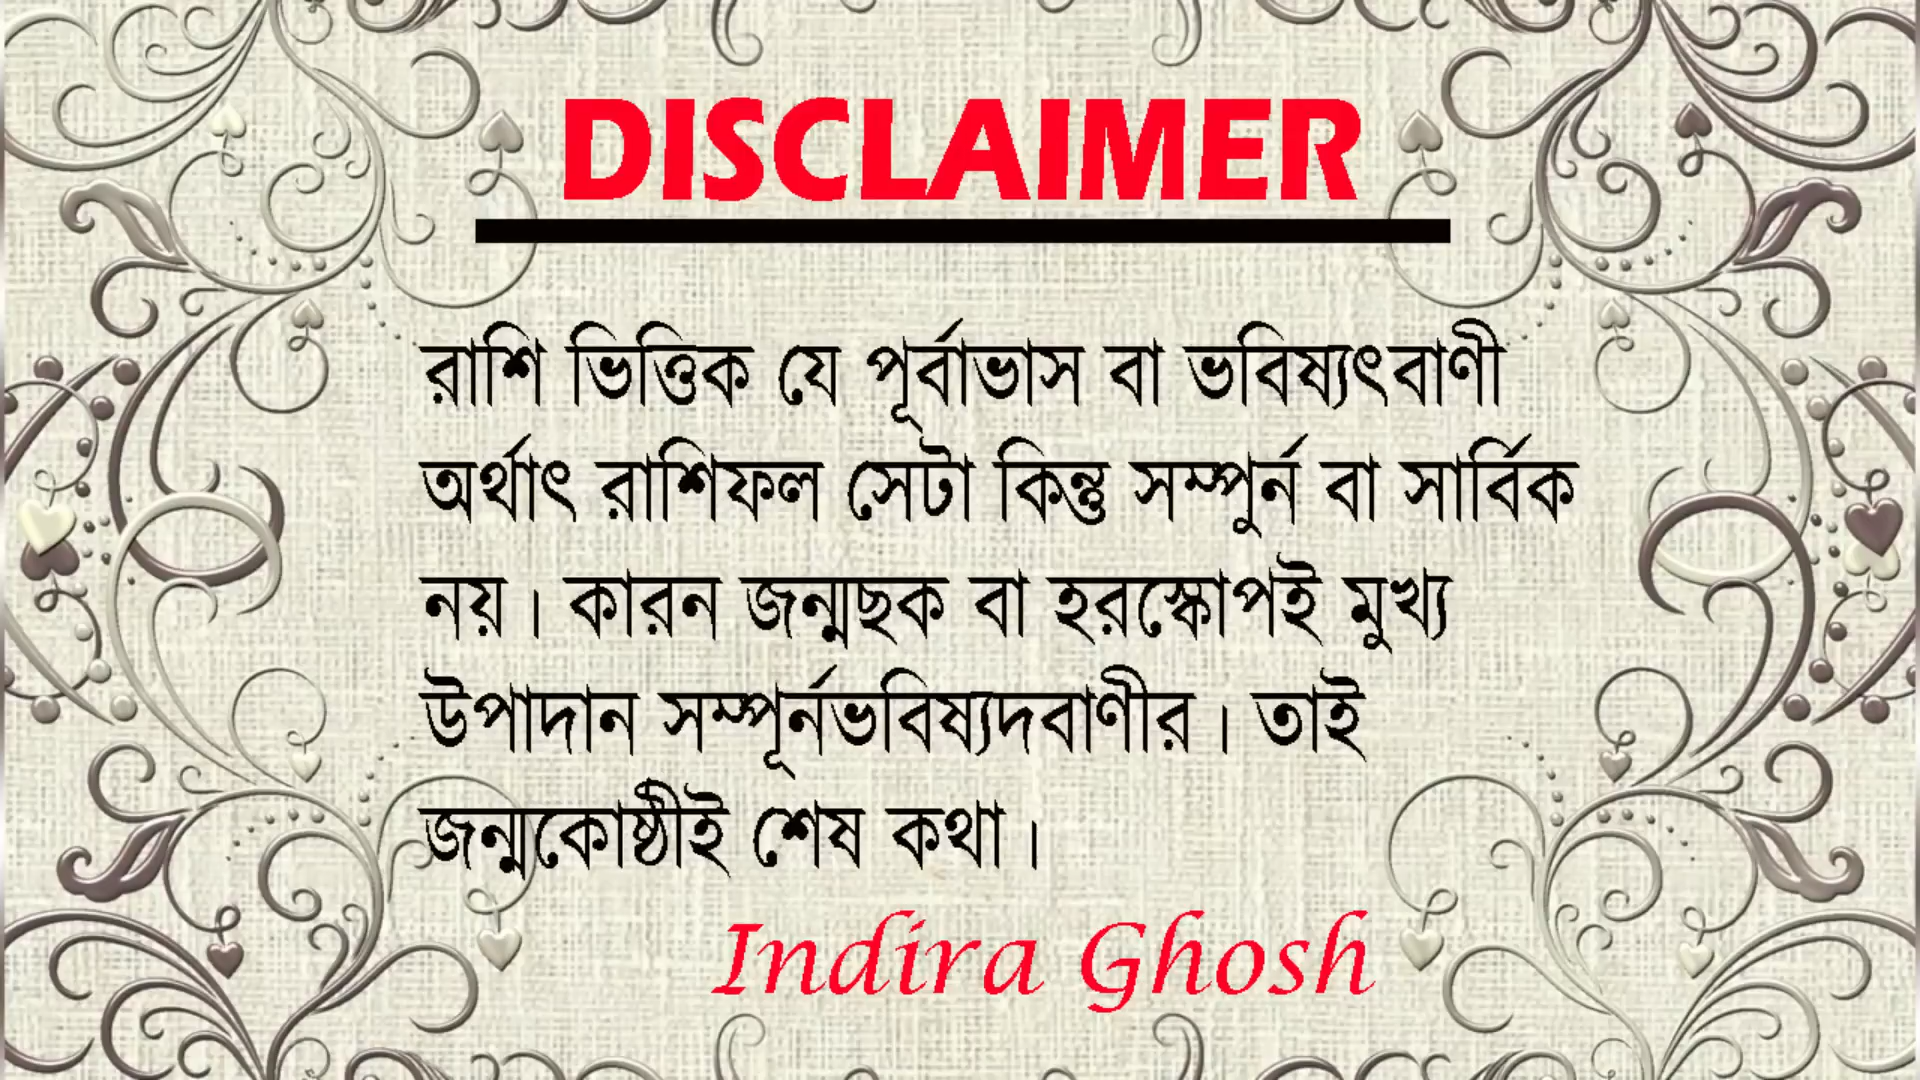 DISCLAIMER
রাশি ভিত্তিক যে পূর্বাভাস বা ভবিষ্যৎবাণী
অর্থাৎ রাশিফল সেটা কিন্তু সম্পুর্ন বা সার্বিক
নয়। কারন জন্মছক বা হরস্কোপই মুখ্য
উপাদান সম্পূর্নভবিষ্যদবাণীর। তাই
জন্মকোষ্ঠীই শেষ কথা।
Indira Ghosh